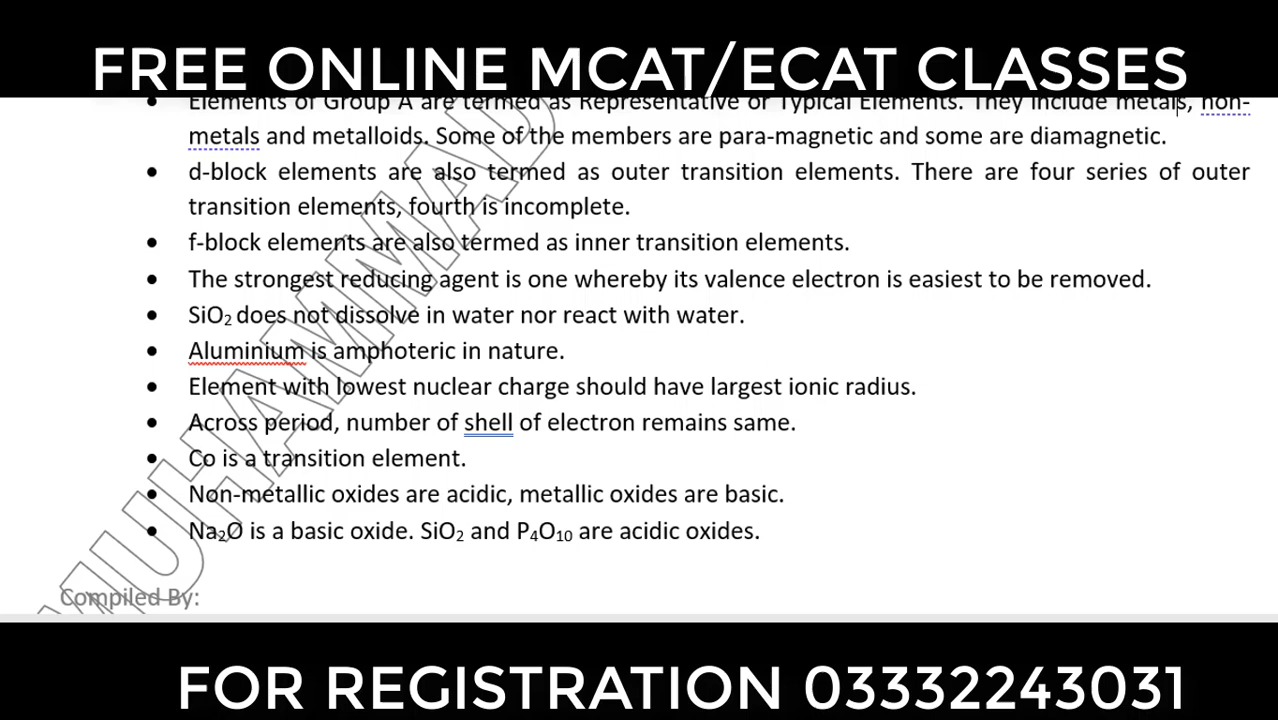 FREE ONLINE MCAT/ECAT CLASSES
• Elements of Group A are termed as Representative or Typical Elements. They include metals, non-
metals and metalloids. Some of the members are para-magnetic and some are diamagnetic.
• d-block elements are also termed as outer transition elements. There are four series of outer
transition elements, fourth is incomplete.
• f-block elements are also termed as inner transition elements.
• The strongest reducing agent is one whereby its valence electron is easiest to be removed.
• SiO₂ does not dissolve in water nor react with water.
• Aluminium is amphoteric in nature.
• Element with lowest nuclear charge should have largest ionic radius.
• Across period, number of shell of electron remains same.
• Co is a transition element.
• Non-metallic oxides are acidic, metallic oxides are basic.
• Na₂O is a basic oxide. SiO₂ and P₄O₁₀ are acidic oxides.
MUHAMMAD
Compiled By:
FOR REGISTRATION 03332243031